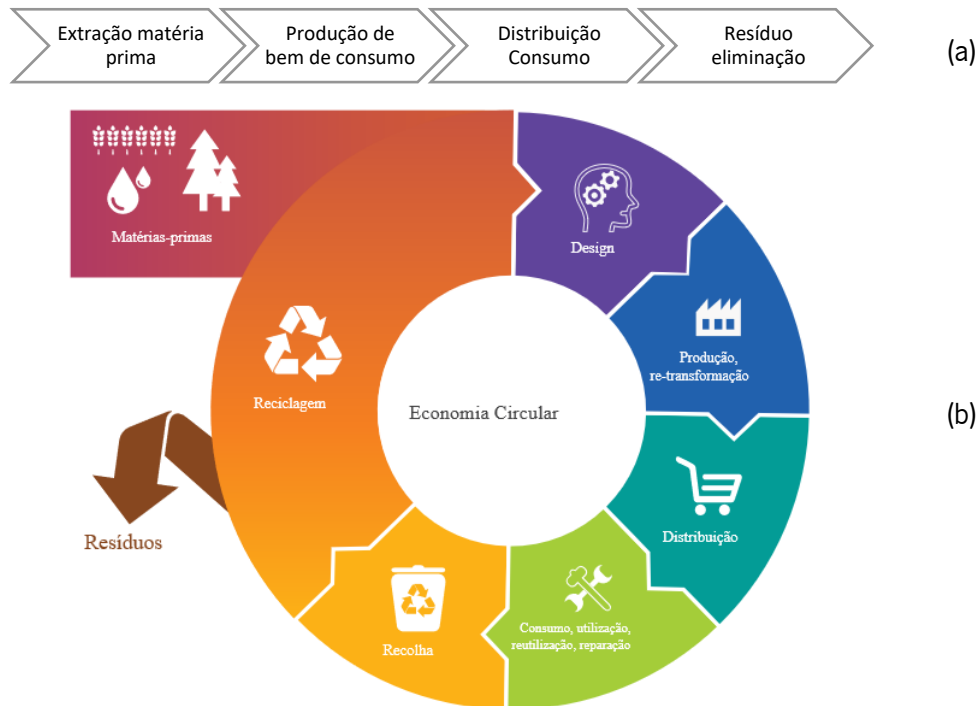 Extração matéria
prima
Produção de
bem de consumo
Distribuição
Consumo
Resíduo
eliminação
(a)
Matérias-primas
Design
Produção,
re-transformação
Reciclagem
Economia Circular
(b)
Distribuição
Resíduos
Consumo, utilização,
reutilização, reparação
Recolha